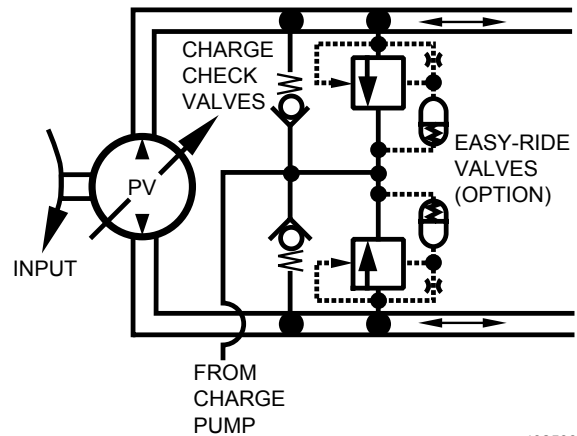 CHARGE
CHECK
VALVES
PV
EASY-RIDE
VALVES
(OPTION)
INPUT
FROM
CHARGE
PUMP